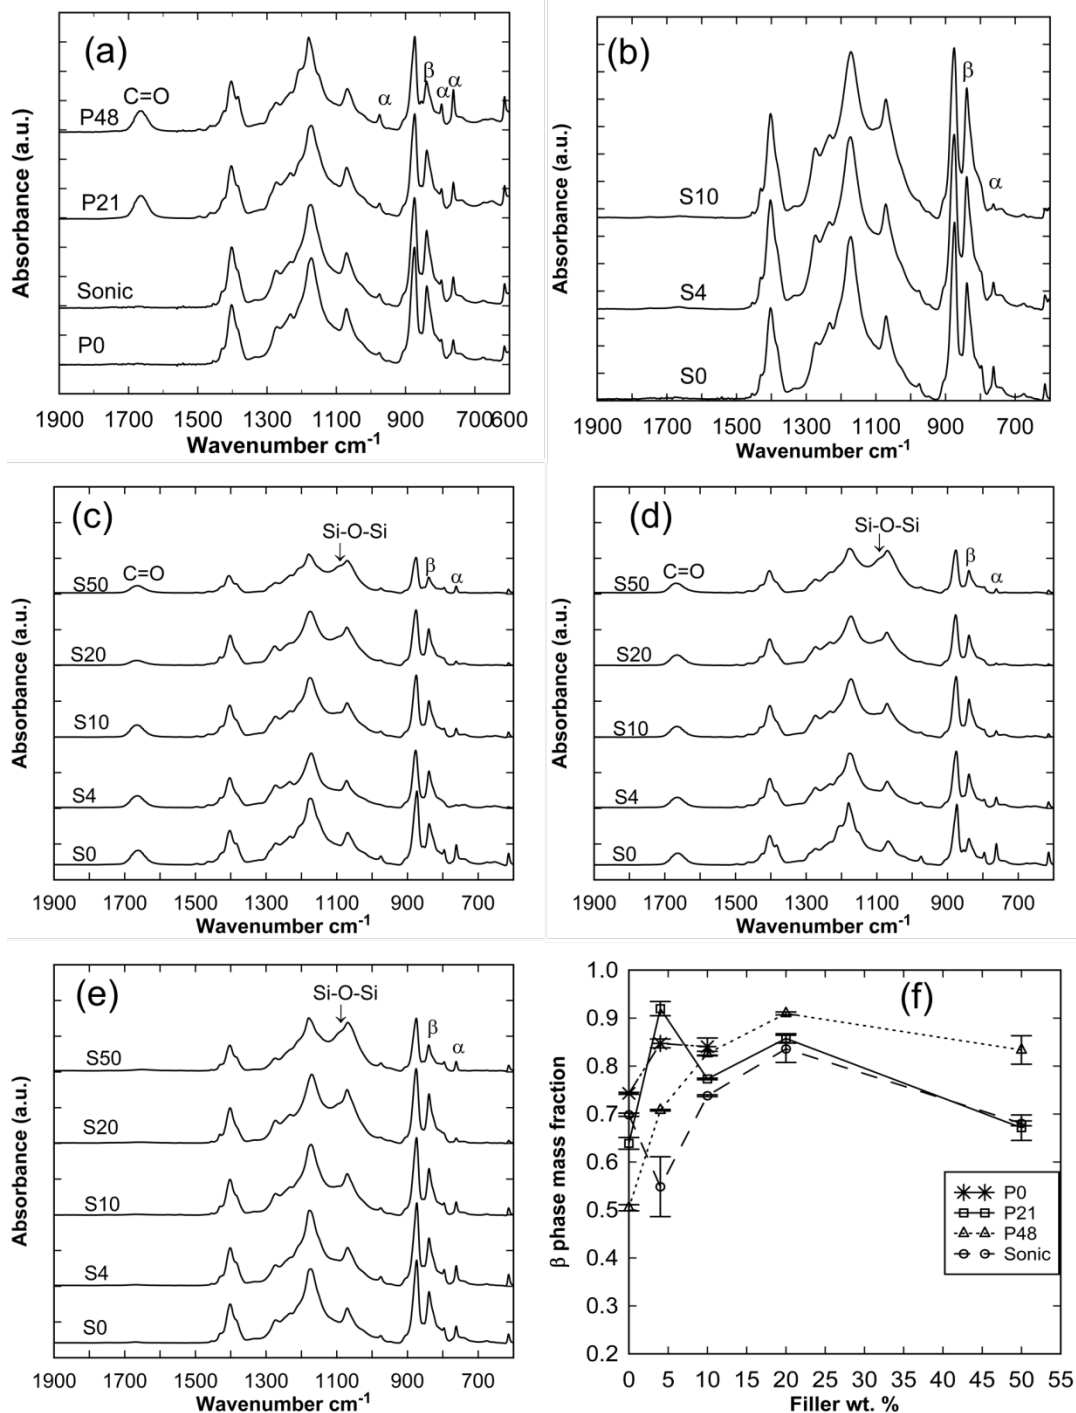 (a)
C=O
P48
α
β
α
α
P21
Sonic
P0
Absorbance (a.u.)
1900 1700 1500 1300 1100 900 700600
Wavenumber cm⁻¹
(b)
β
α
S10
S4
S0
Absorbance (a.u.)
1900 1700 1500 1300 1100 900 700
Wavenumber cm⁻¹
(c)
Si-O-Si
C=O
β
α
S50
S20
S10
S4
S0
Absorbance (a.u.)
1900 1700 1500 1300 1100 900 700
Wavenumber cm⁻¹
(d)
Si-O-Si
C=O
β
α
S50
S20
S10
S4
S0
Absorbance (a.u.)
1900 1700 1500 1300 1100 900 700
Wavenumber cm⁻¹
(e)
Si-O-Si
β
α
S50
S20
S10
S4
S0
Absorbance (a.u.)
1900 1700 1500 1300 1100 900 700
Wavenumber cm⁻¹
(f)
1.0
0.9
0.8
0.7
0.6
0.5
0.4
0.3
0.2
β phase mass fraction
P0
P21
P48
Sonic
0 5 10 15 20 25 30 35 40 45 50 55
Filler wt. %